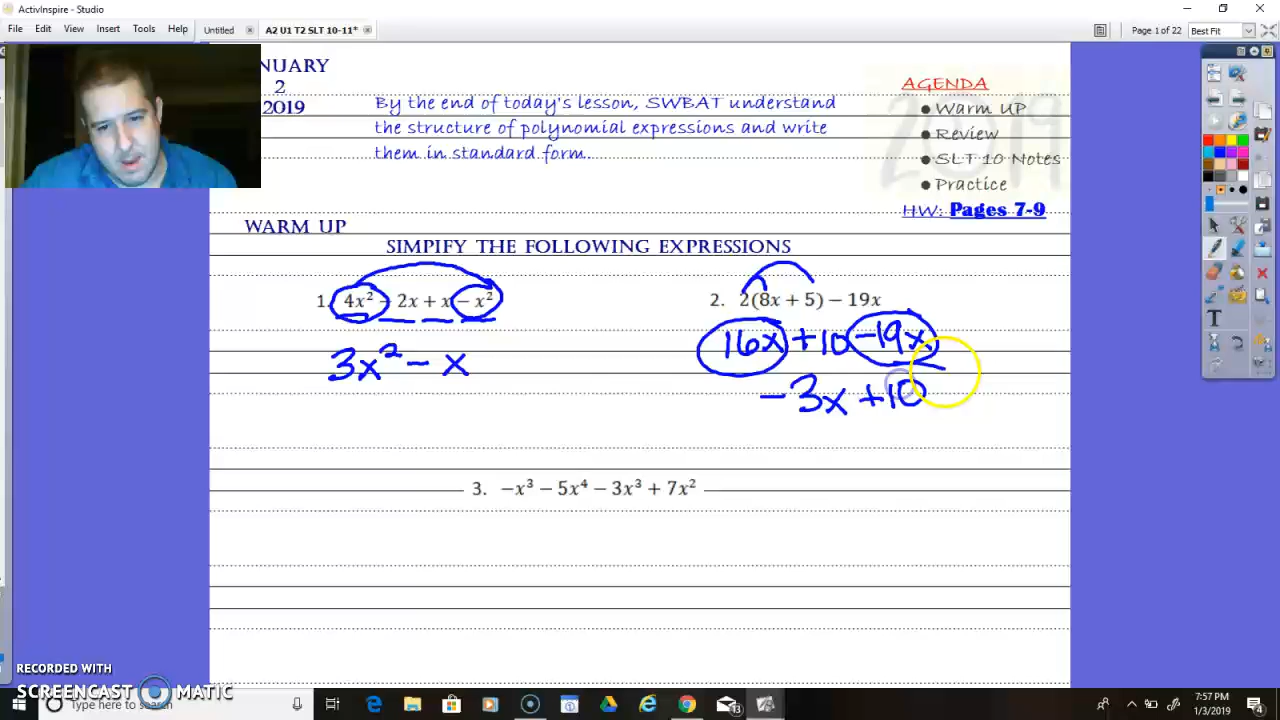 ActivInspire - Studio
File Edit View Insert Tools Help Untitled A2 U1 T2 SLT 10-11* Page 1 of 22 Best Fit
NUARY
2
2019
By the end of today's lesson, SWBAT understand
the structure of polynomial expressions and write
them in standard form.
AGENDA
• Warm UP
• Review
• SLT 10 Notes
• Practice
HW: Pages 7-9
2019
WARM UP
SIMPIFY THE FOLLOWING EXPRESSIONS
1. 4x² - 2x + x - x²
3x² - x
2. 2(8x + 5) - 19x
16x + 10 - 19x
- 3x + 10
3. -x³ - 5x⁴ - 3x³ + 7x²
RECORDED WITH
SCREENCAST MATIC
Type here to search
13
7:57 PM
1/3/2019
4